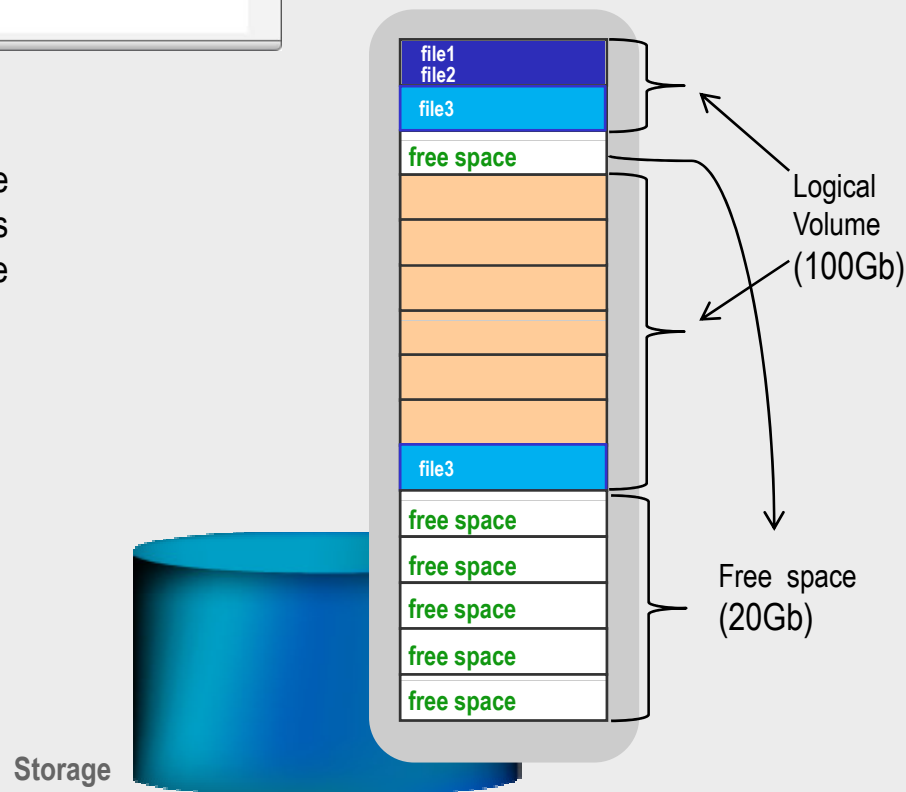 file1
file2
file3
free space
file3
free space
free space
free space
free space
free space
Logical
Volume
(100Gb)
Free space
(20Gb)
Storage